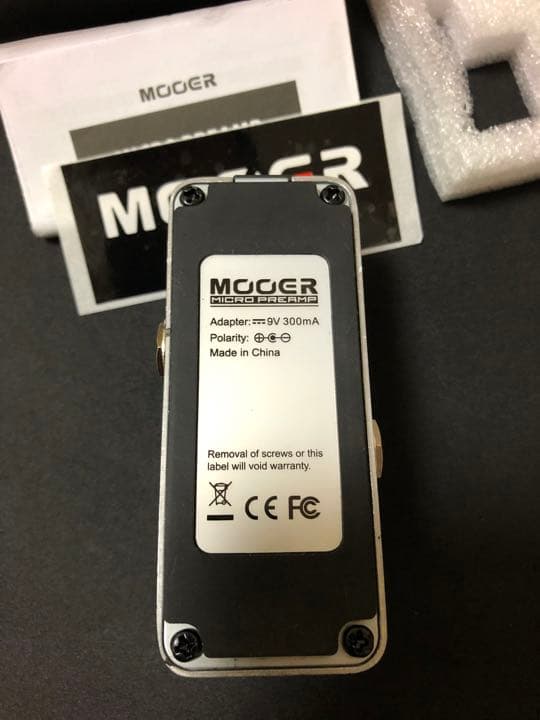 MOOER
MOOER
MOOER
MICRO PREAMP
Adapter: 9V 300mA
Polarity:
Made in China
Removal of screws or this
label will void warranty.
CE FC